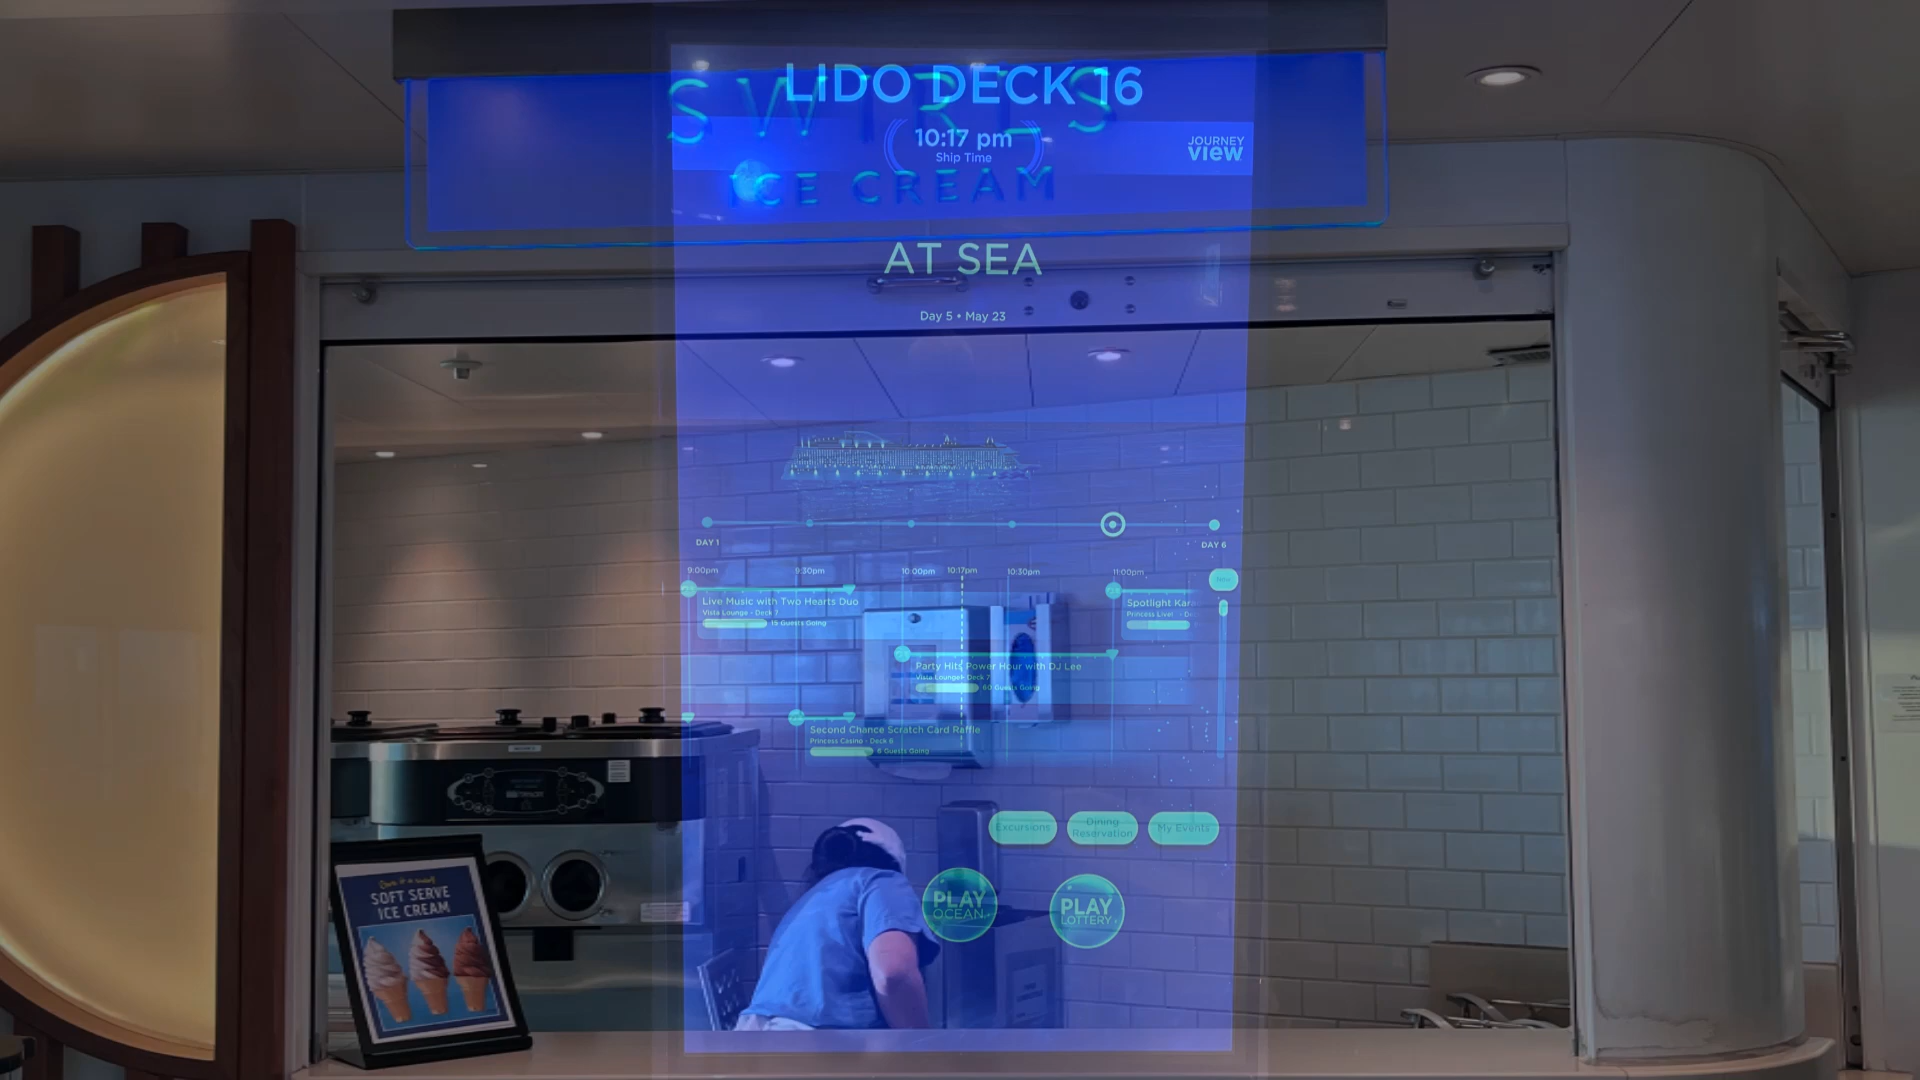 LIDO DECK 16
SWIRLS
10:17 pm
Ship Time
JOURNEY
view
ICE CREAM
AT SEA
Day 5 • May 23
DAY 1
DAY 6
9:00pm
9:30pm
10:00pm
10:17pm
10:30pm
11:00pm
Now
Live Music with Two Hearts Duo
Vista Lounge - Deck 7
15 Guests Going
Spotlight Kara
Princess Live!
Party Hits Power Hour with DJ Lee
Vista Lounge - Deck 7
60 Guests Going
Second Chance Scratch Card Raffle
Princess Casino - Deck 6
6 Guests Going
Excursions
Dining
Reservation
My Events
PLAY
OCEAN
PLAY
LOTTERY
SOFT SERVE
ICE CREAM